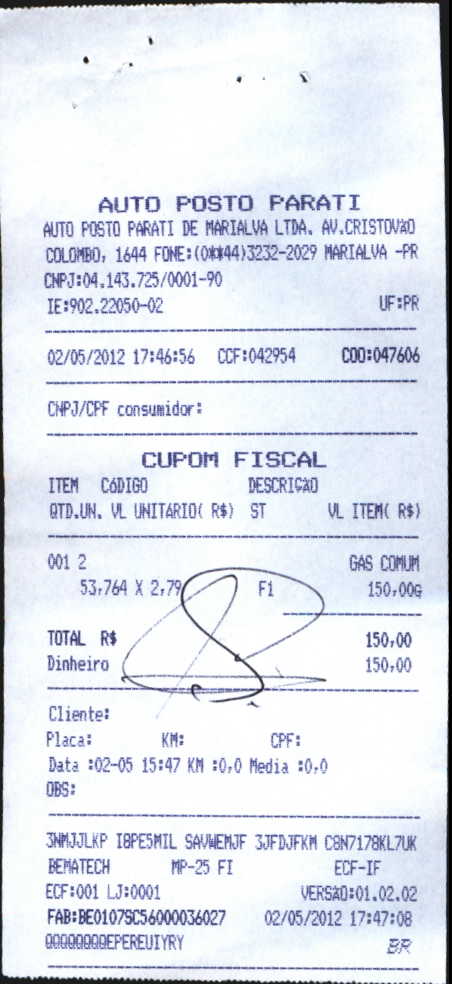 AUTO POSTO PARATI
AUTO POSTO PARATI DE MARIALVA LTDA. AV.CRISTOVãO
COLOMBO, 1644 FONE:(0**44)3232-2029 MARIALVA -PR
CNPJ:04.143.725/0001-90
IE:902.22050-02 UF:PR
02/05/2012 17:46:56 CCF:042954 COO:047606
CNPJ/CPF consumidor:
CUPOM FISCAL
ITEM CóDIGO DESCRIÇãO
QTD.UN. VL UNITÁRIO( R$) ST VL ITEM( R$)
001 2 GAS COMUM
53,764 X 2,79 F1 150,00G
TOTAL R$ 150,00
Dinheiro 150,00
Cliente:
Placa: KM: CPF:
Data :02-05 15:47 KM :0,0 Media :0,0
OBS:
3NMJJLKP I8PE5MIL SAVWEMJF 3JFDJFKM C8N7178KL7UK
BEMATECH MP-25 FI ECF-IF
ECF:001 LJ:0001 VERSãO:01.02.02
FAB:BE0107SC56000036027 02/05/2012 17:47:08
QQQQQQQQEPEREUIYRY BR